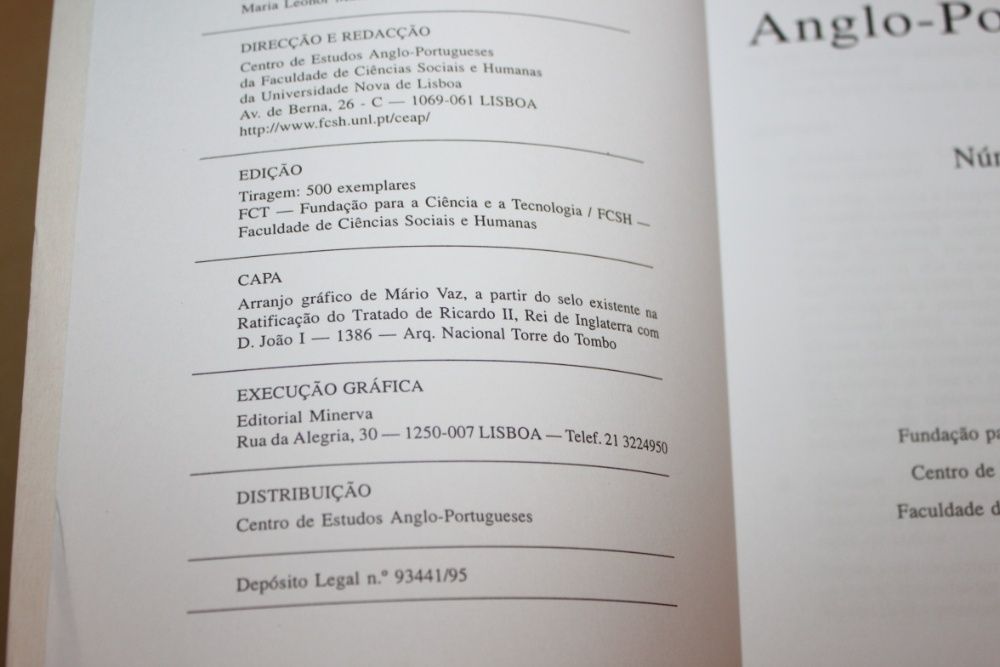 Maria Leonor
DIRECÇÃO E REDACÇÃO
Centro de Estudos Anglo-Portugueses
da Faculdade de Ciências Sociais e Humanas
da Universidade Nova de Lisboa
Av. de Berna, 26 - C — 1069-061 LISBOA
http://www.fcsh.unl.pt/ceap/
EDIÇÃO
Tiragem: 500 exemplares
FCT — Fundação para a Ciência e a Tecnologia / FCSH —
Faculdade de Ciências Sociais e Humanas
CAPA
Arranjo gráfico de Mário Vaz, a partir do selo existente na
Ratificação do Tratado de Ricardo II, Rei de Inglaterra com
D. João I — 1386 — Arq. Nacional Torre do Tombo
EXECUÇÃO GRÁFICA
Editorial Minerva
Rua da Alegria, 30 — 1250-007 LISBOA — Telef. 21 3224950
DISTRIBUIÇÃO
Centro de Estudos Anglo-Portugueses
Depósito Legal n.º 93441/95
Anglo-Po
Núm
Fundação pa
Centro de
Faculdade d